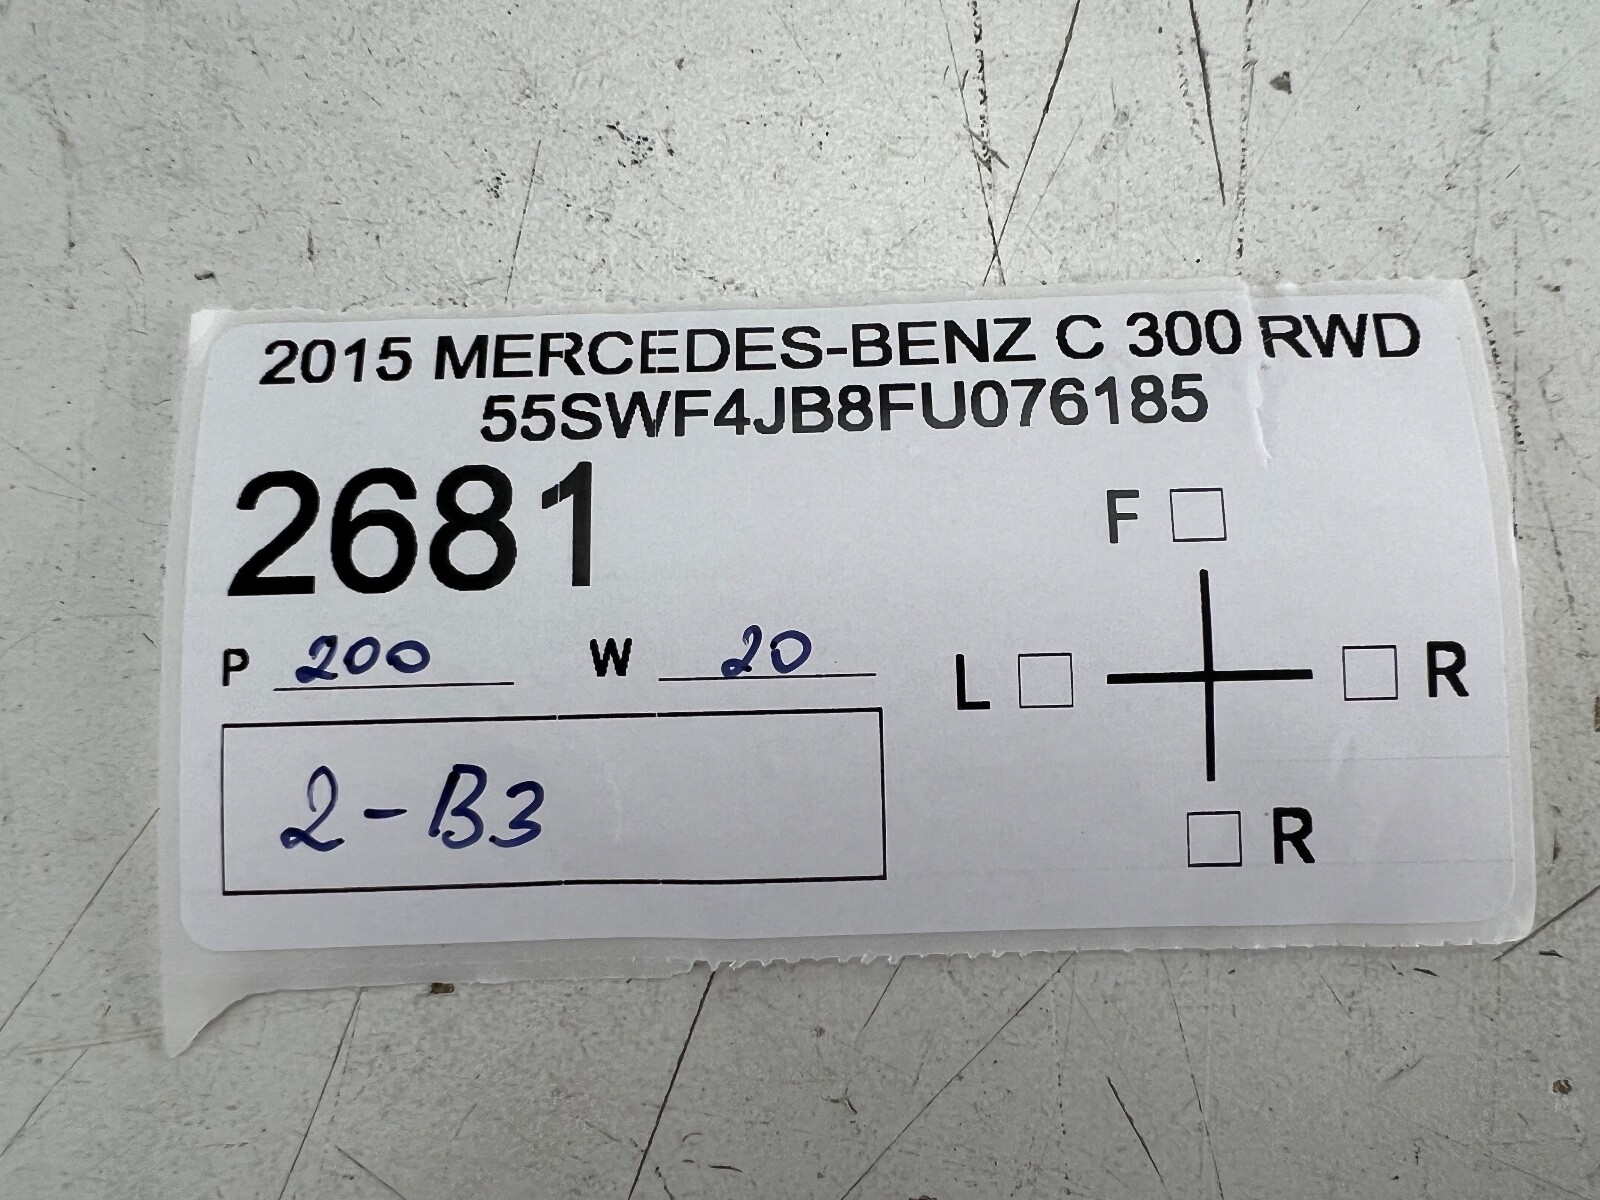 2015 MERCEDES-BENZ C 300 RWD
55SWF4JB8FU076185
2681
F
P 200 W 20
L R
2-B3
R